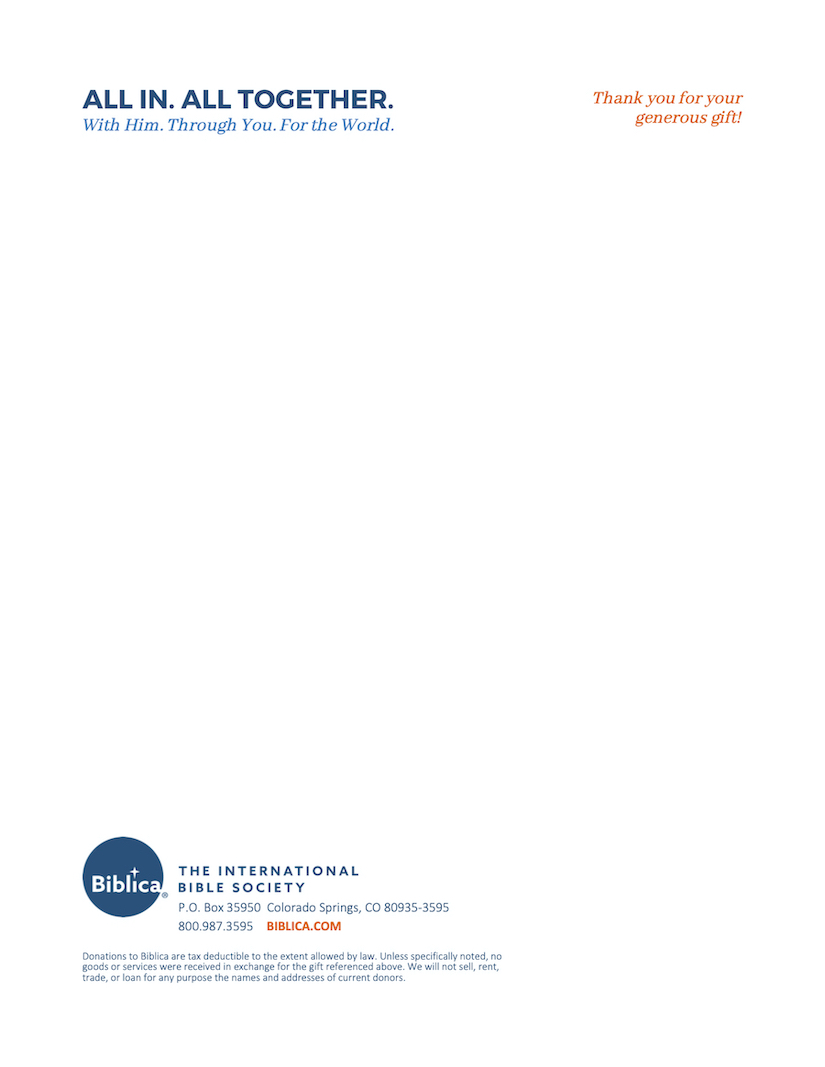 ALL IN. ALL TOGETHER.
With Him. Through You. For the World.
Thank you for your
generous gift!
Biblica®
THE INTERNATIONAL
BIBLE SOCIETY
P.O. Box 35950 Colorado Springs, CO 80935-3595
800.987.3595 BIBLICA.COM
Donations to Biblica are tax deductible to the extent allowed by law. Unless specifically noted, no
goods or services were received in exchange for the gift referenced above. We will not sell, rent,
trade, or loan for any purpose the names and addresses of current donors.